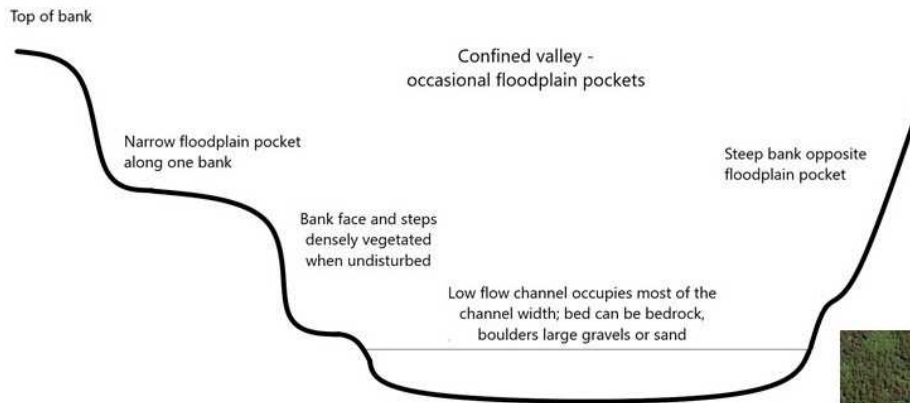 Top of bank
Confined valley -
occasional floodplain pockets
Narrow floodplain pocket
along one bank
Steep bank opposite
floodplain pocket
Bank face and steps
densely vegetated
when undisturbed
Low flow channel occupies most of the
channel width; bed can be bedrock,
boulders large gravels or sand